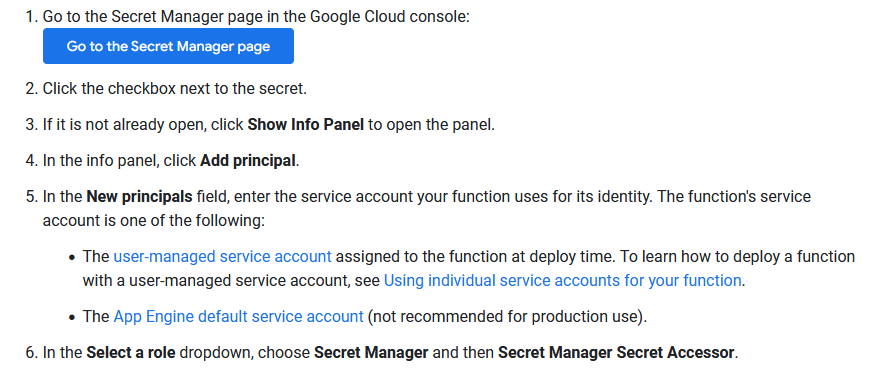 1. Go to the Secret Manager page in the Google Cloud console:
Go to the Secret Manager page
2. Click the checkbox next to the secret.
3. If it is not already open, click Show Info Panel to open the panel.
4. In the info panel, click Add principal.
5. In the New principals field, enter the service account your function uses for its identity. The function's service
account is one of the following:
• The user-managed service account assigned to the function at deploy time. To learn how to deploy a function
with a user-managed service account, see Using individual service accounts for your function.
• The App Engine default service account (not recommended for production use).
6. In the Select a role dropdown, choose Secret Manager and then Secret Manager Secret Accessor.